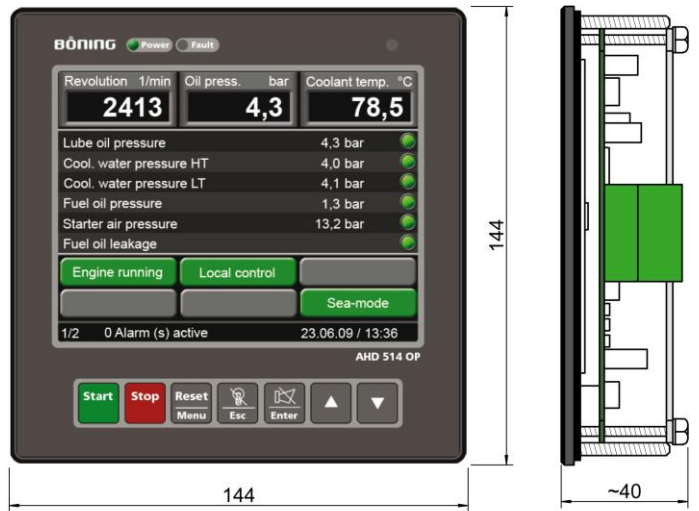 BÖNING Power Fault
Revolution 1/min Oil press. bar Coolant temp. °C
2413 4,3 78,5
Lube oil pressure 4,3 bar
Cool. water pressure HT 4,0 bar
Cool. water pressure LT 4,1 bar
Fuel oil pressure 1,3 bar
Starter air pressure 13,2 bar
Fuel oil leakage
Engine running Local control
Sea-mode
1/2 0 Alarm (s) active 23.06.09 / 13:36
AHD 514 OP
Start Stop Reset
Menu Esc Enter
144
144
~40